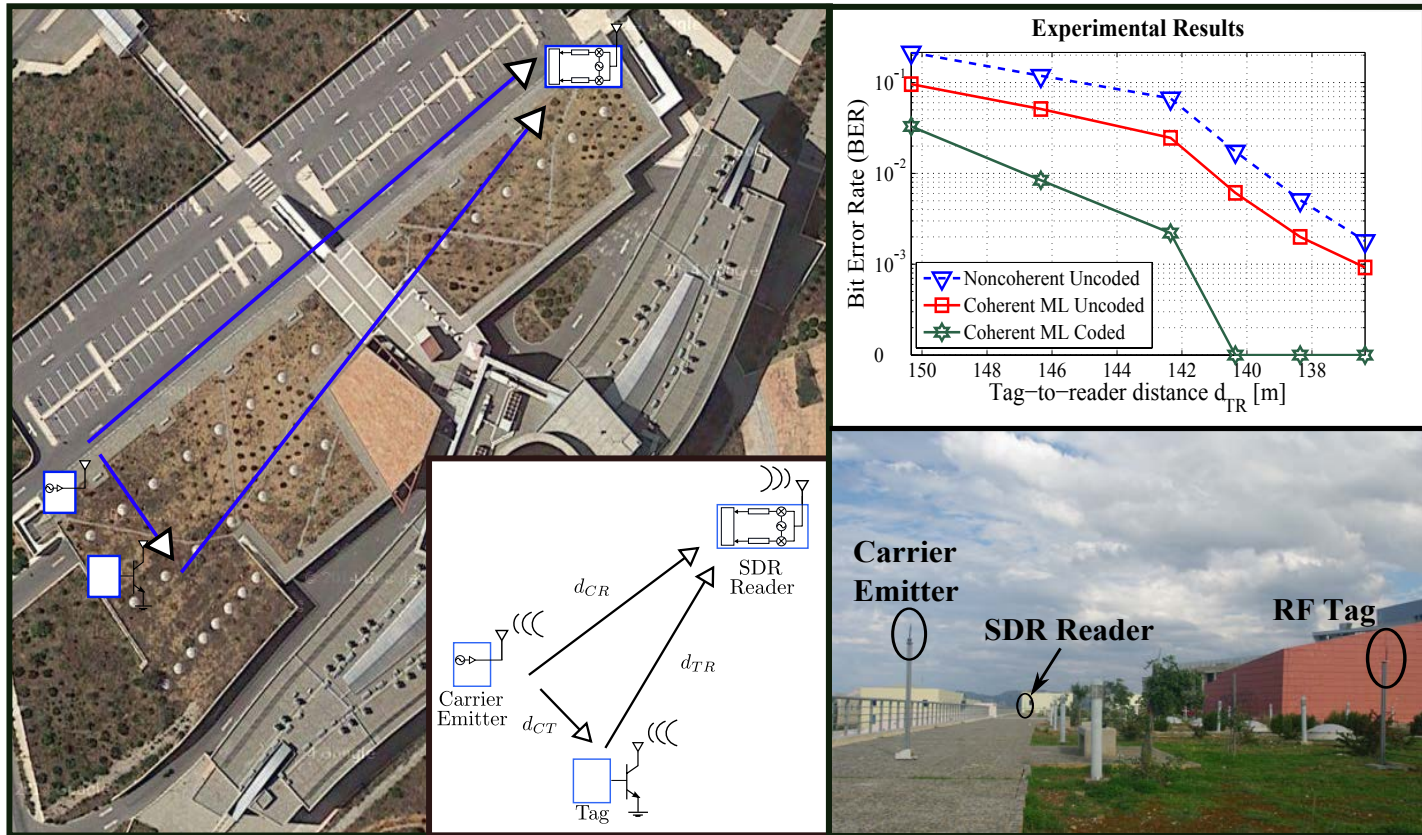 Experimental Results
Bit Error Rate (BER)
10^-1
10^-2
10^-3
0
Noncoherent Uncoded
Coherent ML Uncoded
Coherent ML Coded
150
148
146
144
142
140
138
Tag-to-reader distance d_TR [m]
SDR
Reader
d_CR
d_TR
Carrier
Emitter
d_CT
Tag
Carrier
Emitter
SDR Reader
RF Tag